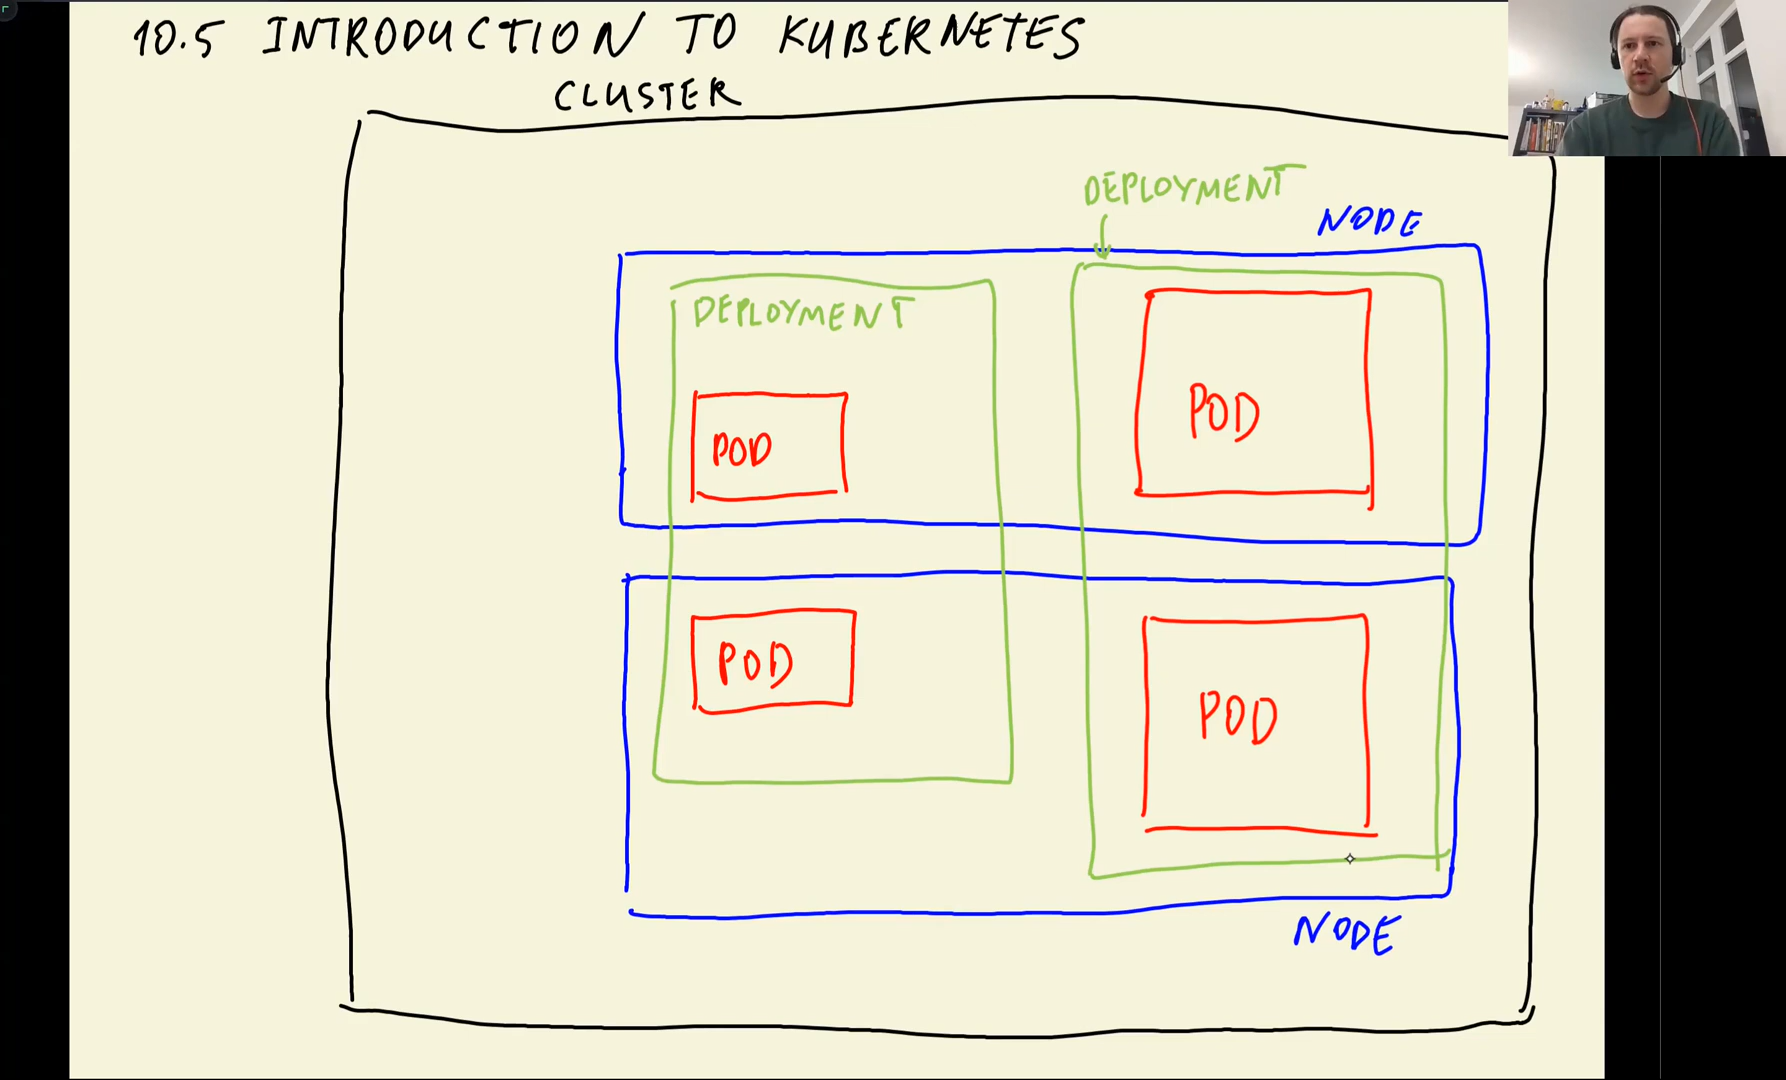 10.5 INTRODUCTION TO KUBERNETES
CLUSTER
DEPLOYMENT
NODE
DEPLOYMENT
POD
POD
POD
POD
NODE